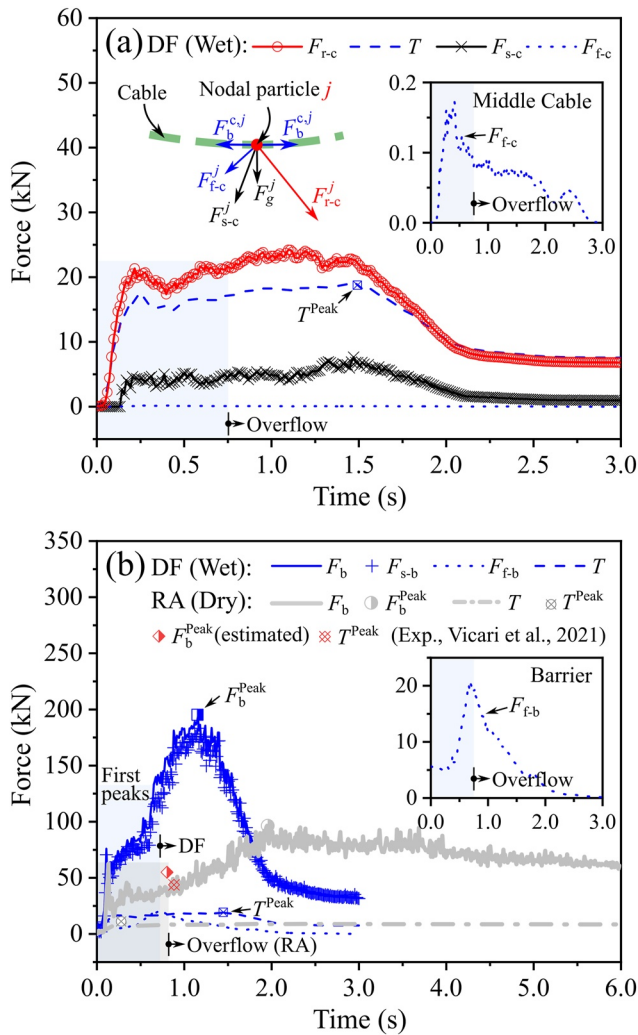 (a) DF (Wet): F_r-c T F_s-c F_f-c
60
50
40
30
20
10
0
Force (kN)
Cable
Nodal particle j
F_b^c,j F_b^c,j
F_f-c^j
F_s-c^j
F_g^j
F_r-c^j
0.2
0.1
0.0
Middle Cable
F_f-c
Overflow
0.0 1.0 2.0 3.0
T^Peak
Overflow
0.0 0.5 1.0 1.5 2.0 2.5 3.0
Time (s)
(b) DF (Wet): F_b F_s-b F_f-b T
RA (Dry): F_b F_b^Peak T T^Peak
F_b^Peak (estimated) T^Peak (Exp., Vicari et al., 2021)
350
300
250
200
150
100
50
0
Force (kN)
F_b^Peak
First
peaks
DF
T^Peak
Overflow (RA)
20
10
0
Barrier
F_f-b
Overflow
0.0 1.0 2.0 3.0
0.0 1.0 2.0 3.0 4.0 5.0 6.0
Time (s)